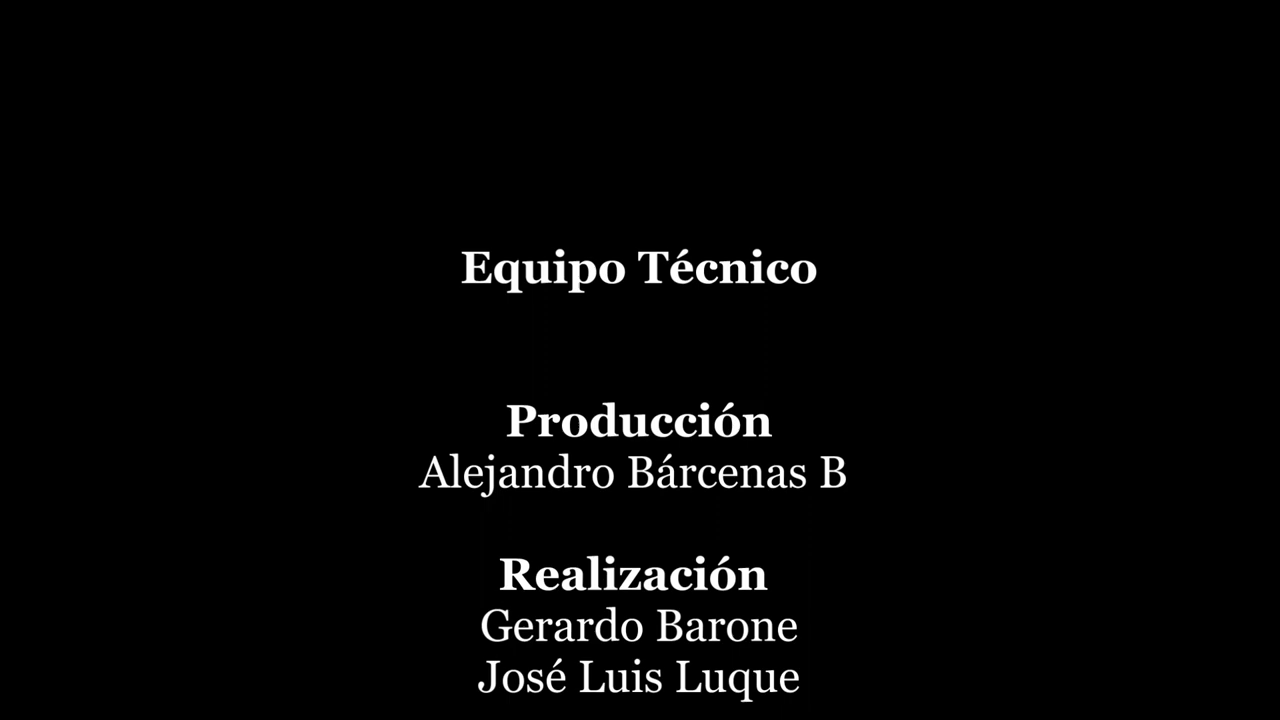 Equipo Técnico
Producción
Alejandro Bárcenas B
Realización
Gerardo Barone
José Luis Luque